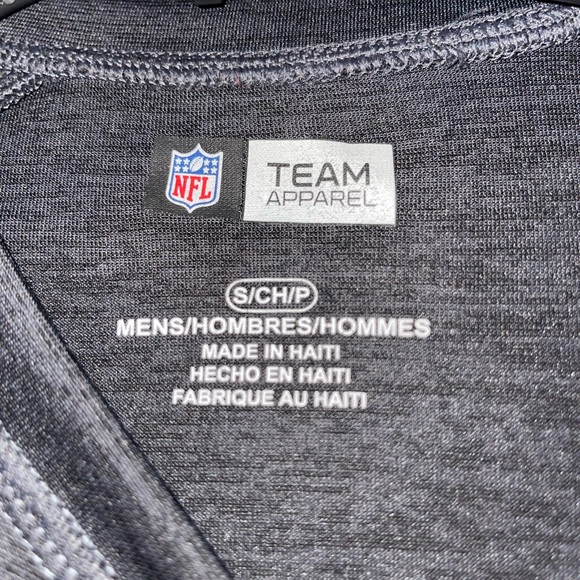 NFL
TEAM
APPAREL
S/CH/P
MENS/HOMBRES/HOMMES
MADE IN HAITI
HECHO EN HAITI
FABRIQUE AU HAITI